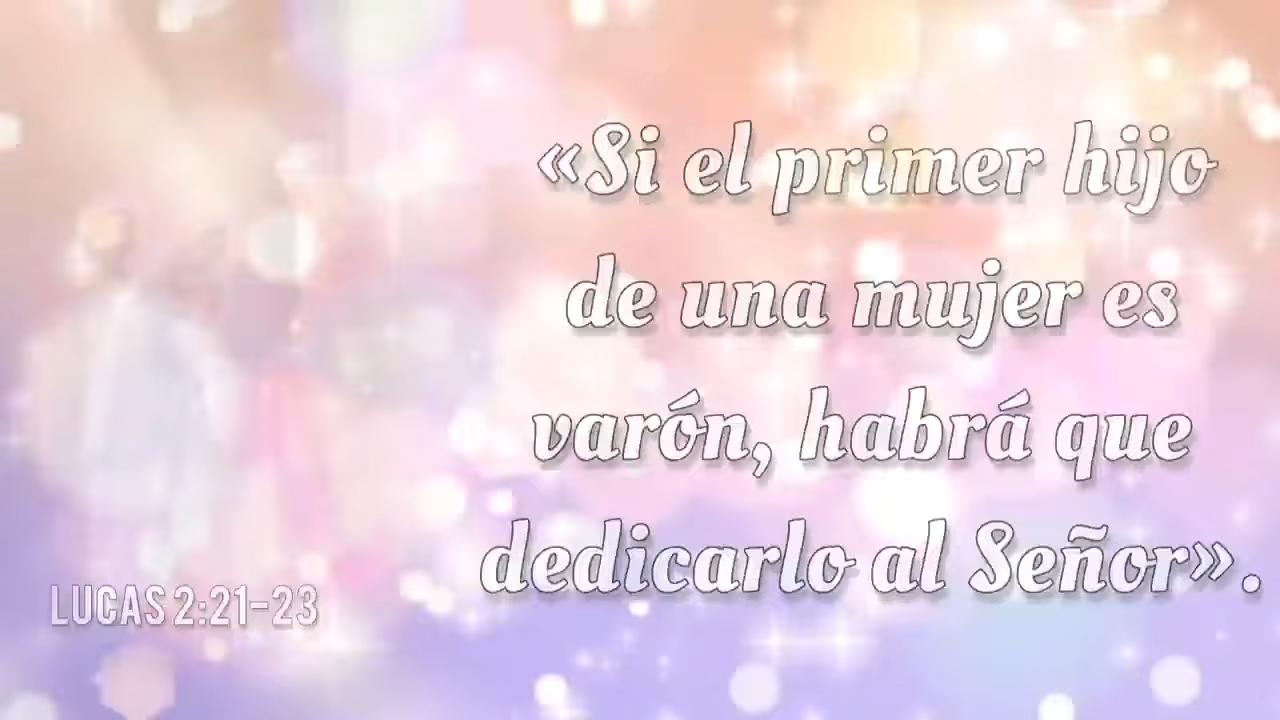 «Si el primer hijo
de una mujer es
varón, habrá que
dedicarlo al Señor».
LUCAS 2:21-23